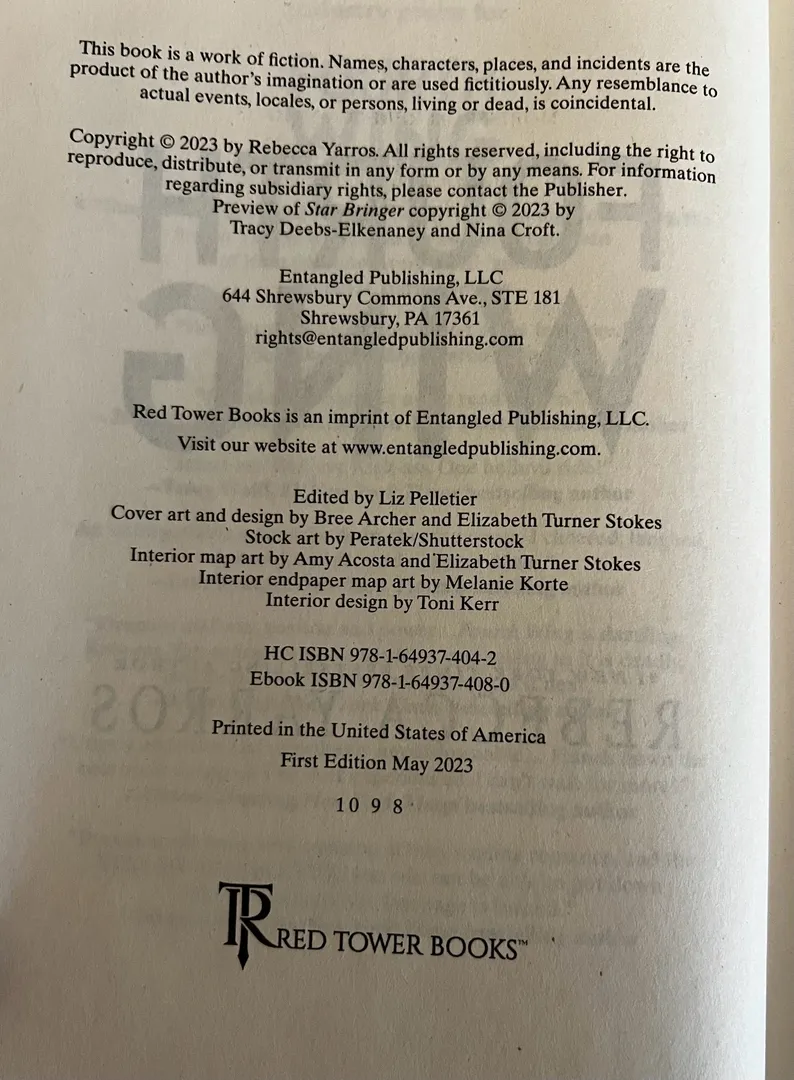 This book is a work of fiction. Names, characters, places, and incidents are the
product of the author's imagination or are used fictitiously. Any resemblance to
actual events, locales, or persons, living or dead, is coincidental.
Copyright © 2023 by Rebecca Yarros. All rights reserved, including the right to
reproduce, distribute, or transmit in any form or by any means. For information
regarding subsidiary rights, please contact the Publisher.
Preview of Star Bringer copyright © 2023 by
Tracy Deebs-Elkenaney and Nina Croft.
Entangled Publishing, LLC
644 Shrewsbury Commons Ave., STE 181
Shrewsbury, PA 17361
rights@entangledpublishing.com
Red Tower Books is an imprint of Entangled Publishing, LLC.
Visit our website at www.entangledpublishing.com.
Edited by Liz Pelletier
Cover art and design by Bree Archer and Elizabeth Turner Stokes
Stock art by Peratek/Shutterstock
Interior map art by Amy Acosta and Elizabeth Turner Stokes
Interior endpaper map art by Melanie Korte
Interior design by Toni Kerr
HC ISBN 978-1-64937-404-2
Ebook ISBN 978-1-64937-408-0
Printed in the United States of America
First Edition May 2023
10 9 8
TR RED TOWER BOOKS™